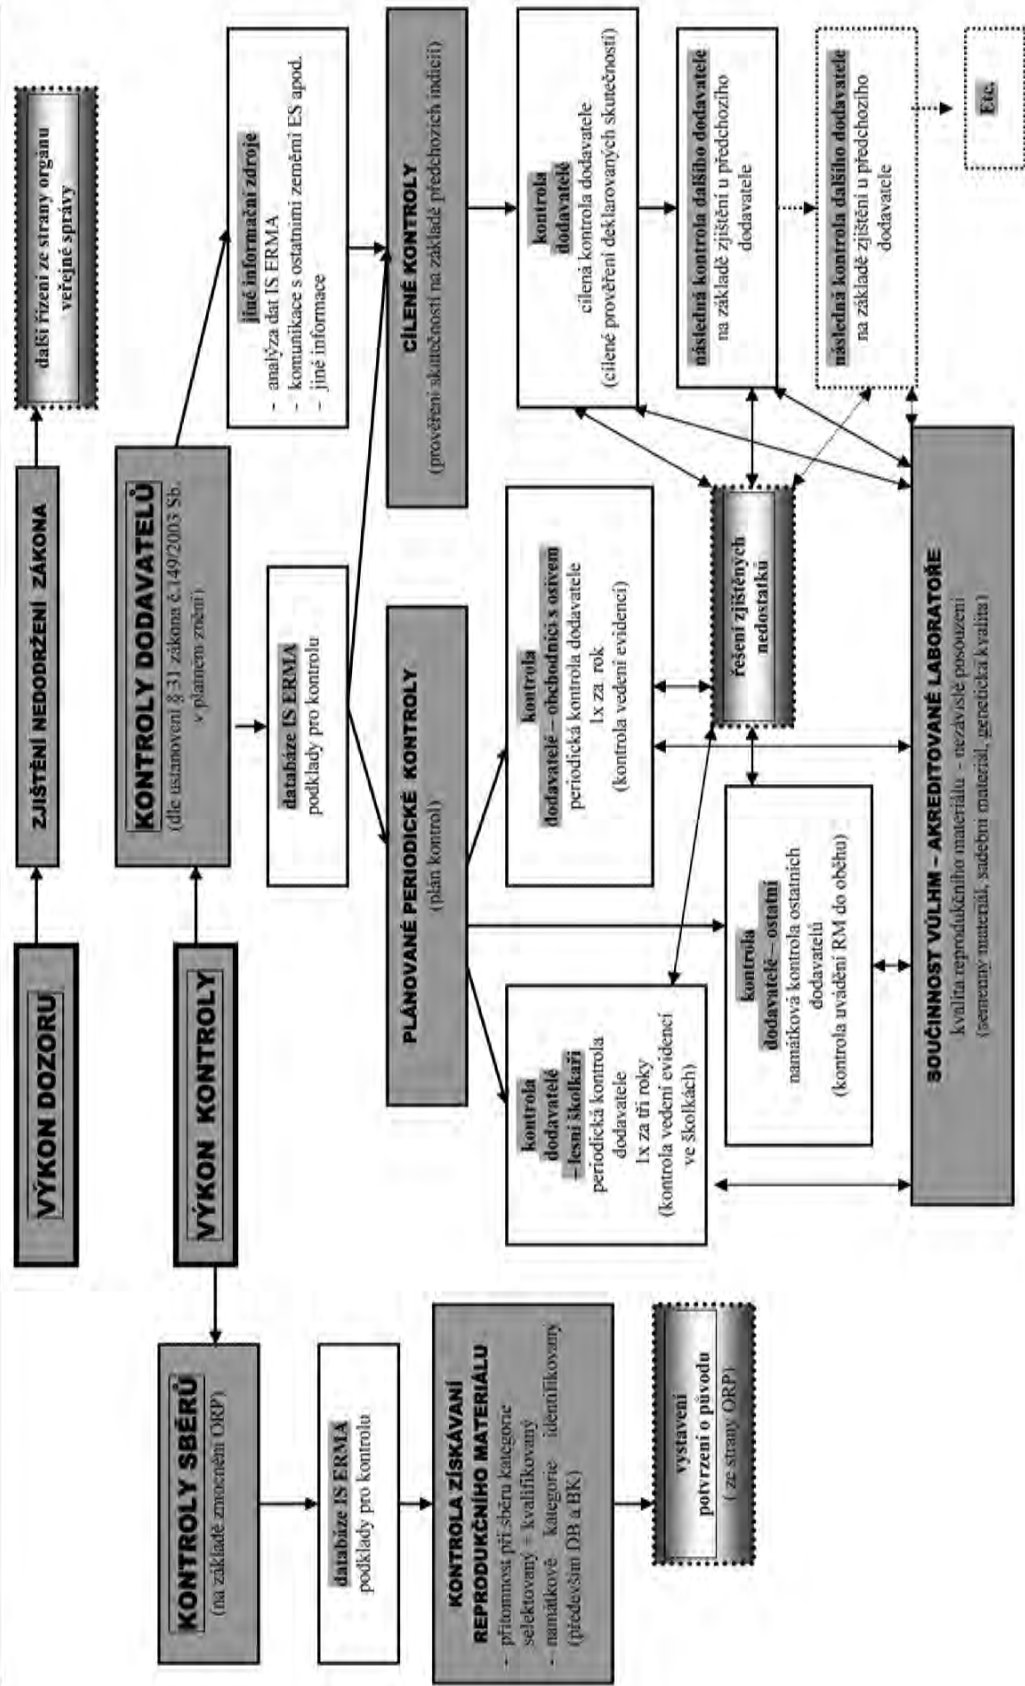 VÝKON DOZORU
ZJIŠTĚNÍ NEDODRŽENÍ ZÁKONA
další řízení ze strany orgánu
veřejné správy
VÝKON KONTROLY
KONTROLY SBĚRŮ
(na základě zmocněném ORP)
databáze IS ERMA
podklady pro kontrolu
KONTROLA ZÍSKÁVANÍ
REPRODUKČNÍHO MATERIÁLU
- přítomnost při sběru kategorie
selektovaný + kvalifikovaný
- namátkově kategorie identifikovaný
(především DB a BK)
vystavení
potvrzení o původu
( ze strany ORP)
KONTROLY DODAVATELŮ
(dle ustanovení § 31 zákona č.149/2003 Sb.
v platném znění)
databáze IS ERMA
podklady pro kontrolu
jiné informační zdroje
- analýza dat IS ERMA
- komunikace s ostatními zeměmi ES apod.
- jiné informace
PLÁNOVANÉ PERIODICKÉ KONTROLY
(plán kontrol)
CÍLENÉ KONTROLY
(prověření skutečností na základě předchozích indicií)
kontrola
dodavatelé
– lesní školkaři
periodická kontrola
dodavatele
1x za tři roky
(kontrola vedení evidencí
ve školkách)
kontrola
dodavatelé – obchodníci s osivem
periodická kontrola dodavatele
1x za rok
(kontrola vedení evidencí)
kontrola
dodavatelé – ostatní
namátková kontrola ostatních
dodavatelů
(kontrola uvádění RM do oběhu)
řešení zjištěných
nedostatků
kontrola
dodavatelé
cílená kontrola dodavatele
(cílené prověření deklarovaných skutečností)
následná kontrola dalšího dodavatele
na základě zjištění u předchozího
dodavatele
následná kontrola dalšího dodavatele
na základě zjištění u předchozího
dodavatele
Etc.
SOUČINNOST VÚLHM – AKREDITOVANÉ LABORATOŘE
kvalita reprodukčního materiálu – nezávislé posouzení
(semenný materiál, sadební materiál, genetická kvalita)